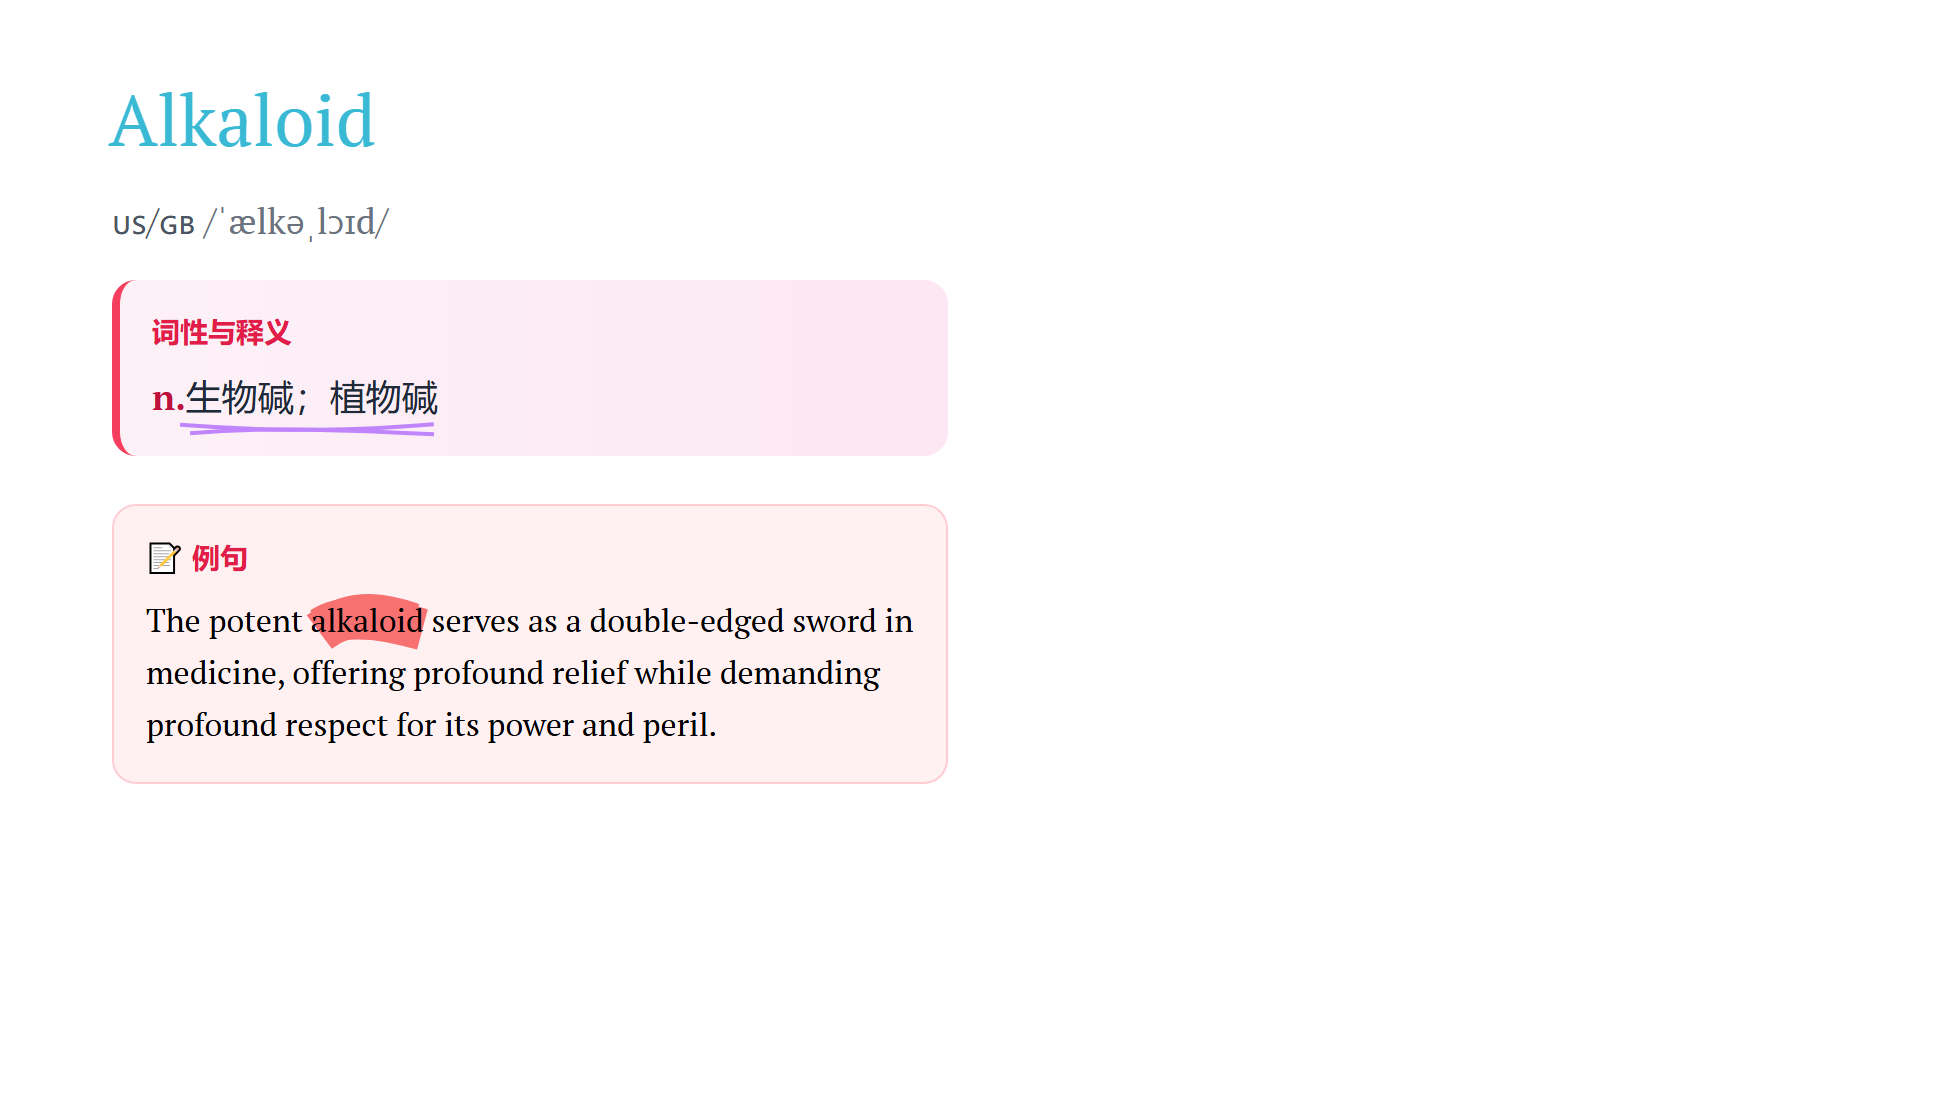 Alkaloid
US/GB /ˈælkəˌlɔɪd/
词性与释义
n.生物碱；植物碱
📝 例句
The potent alkaloid serves as a double-edged sword in
medicine, offering profound relief while demanding
profound respect for its power and peril.